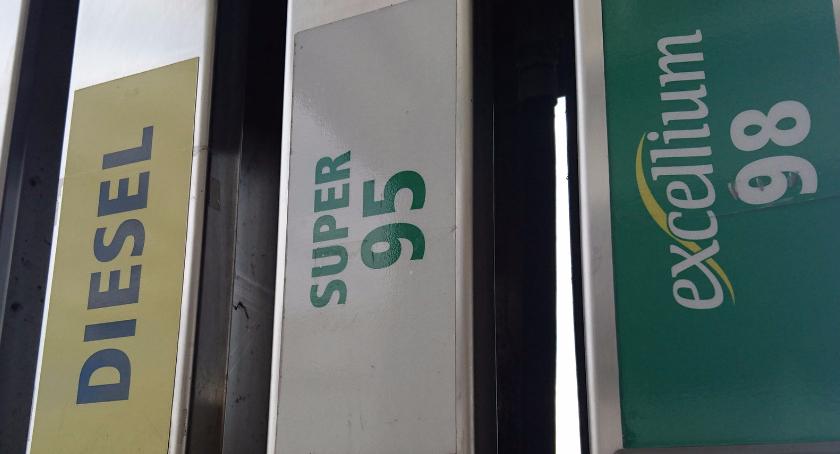 DIESEL
SUPER
95
excellium
98